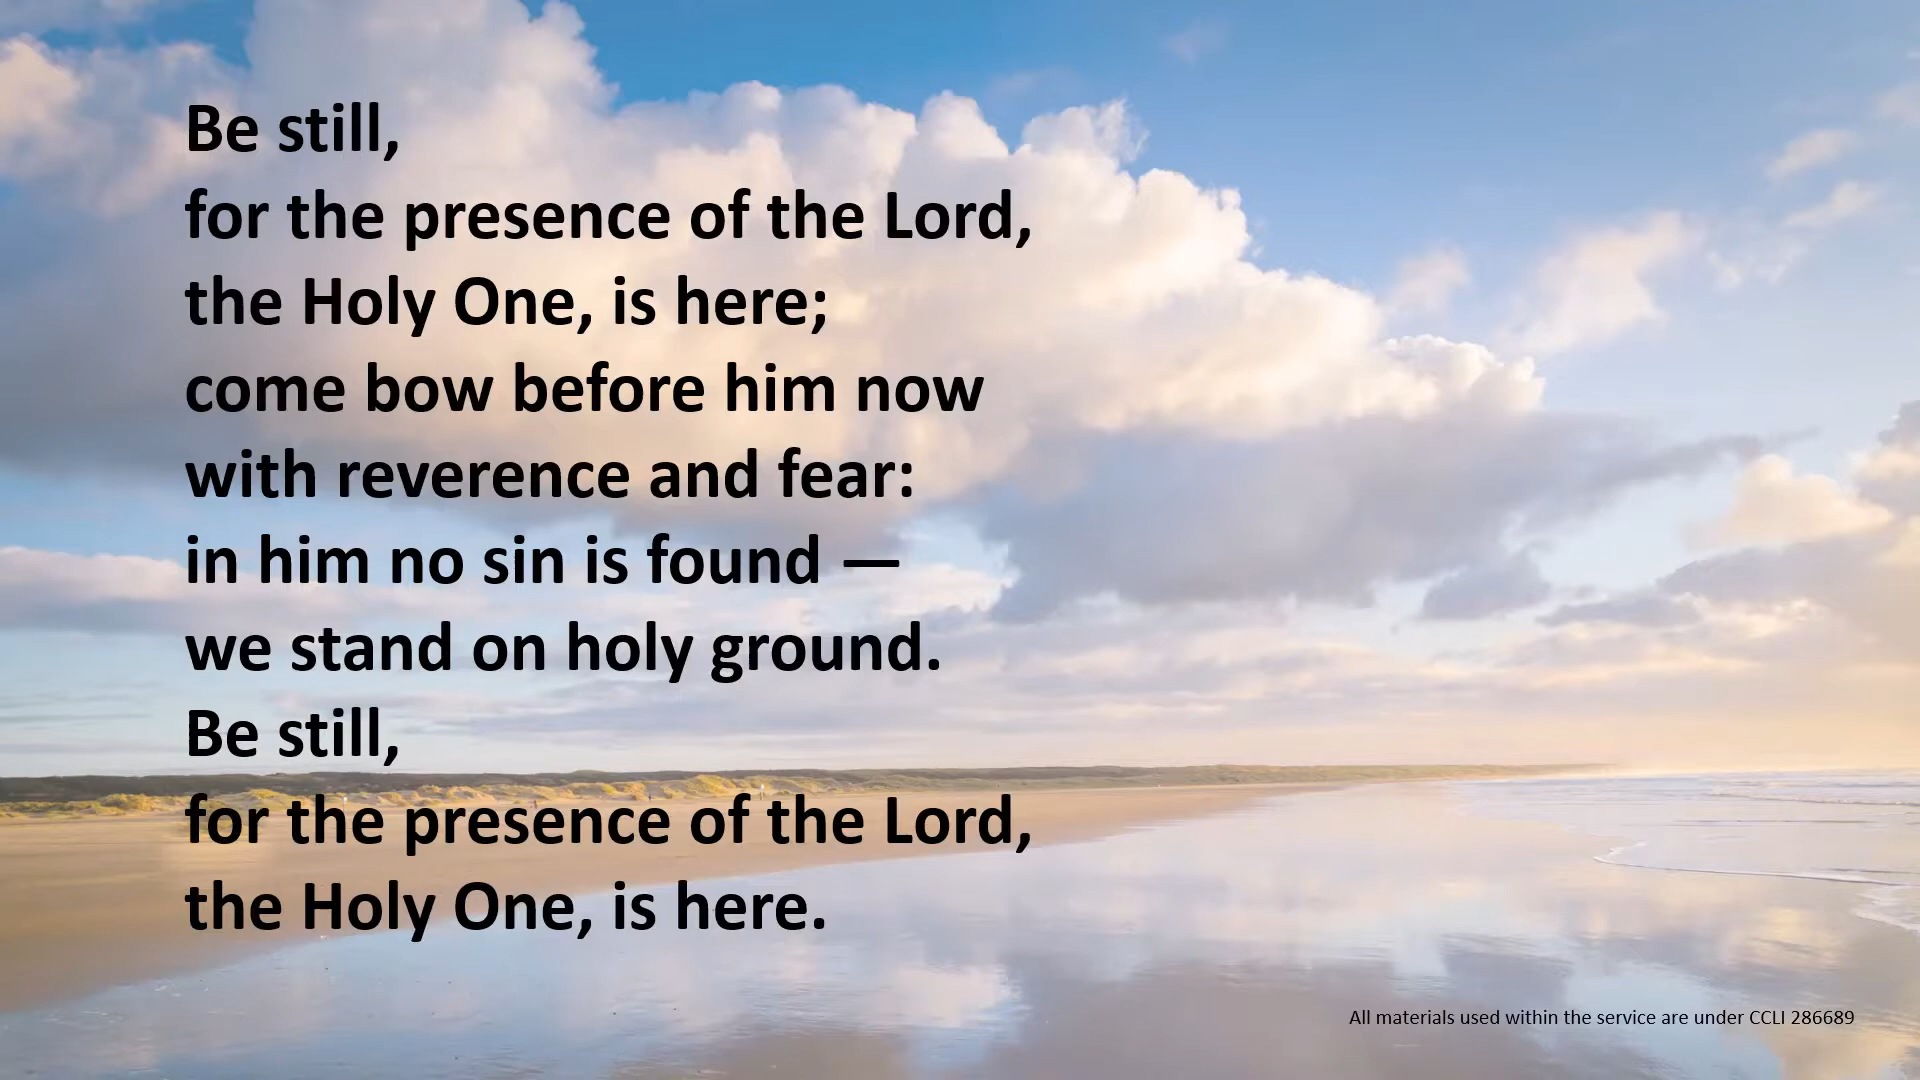 Be still,
for the presence of the Lord,
the Holy One, is here;
come bow before him now
with reverence and fear:
in him no sin is found —
we stand on holy ground.
Be still,
for the presence of the Lord,
the Holy One, is here.
All materials used within the service are under CCLI 286689